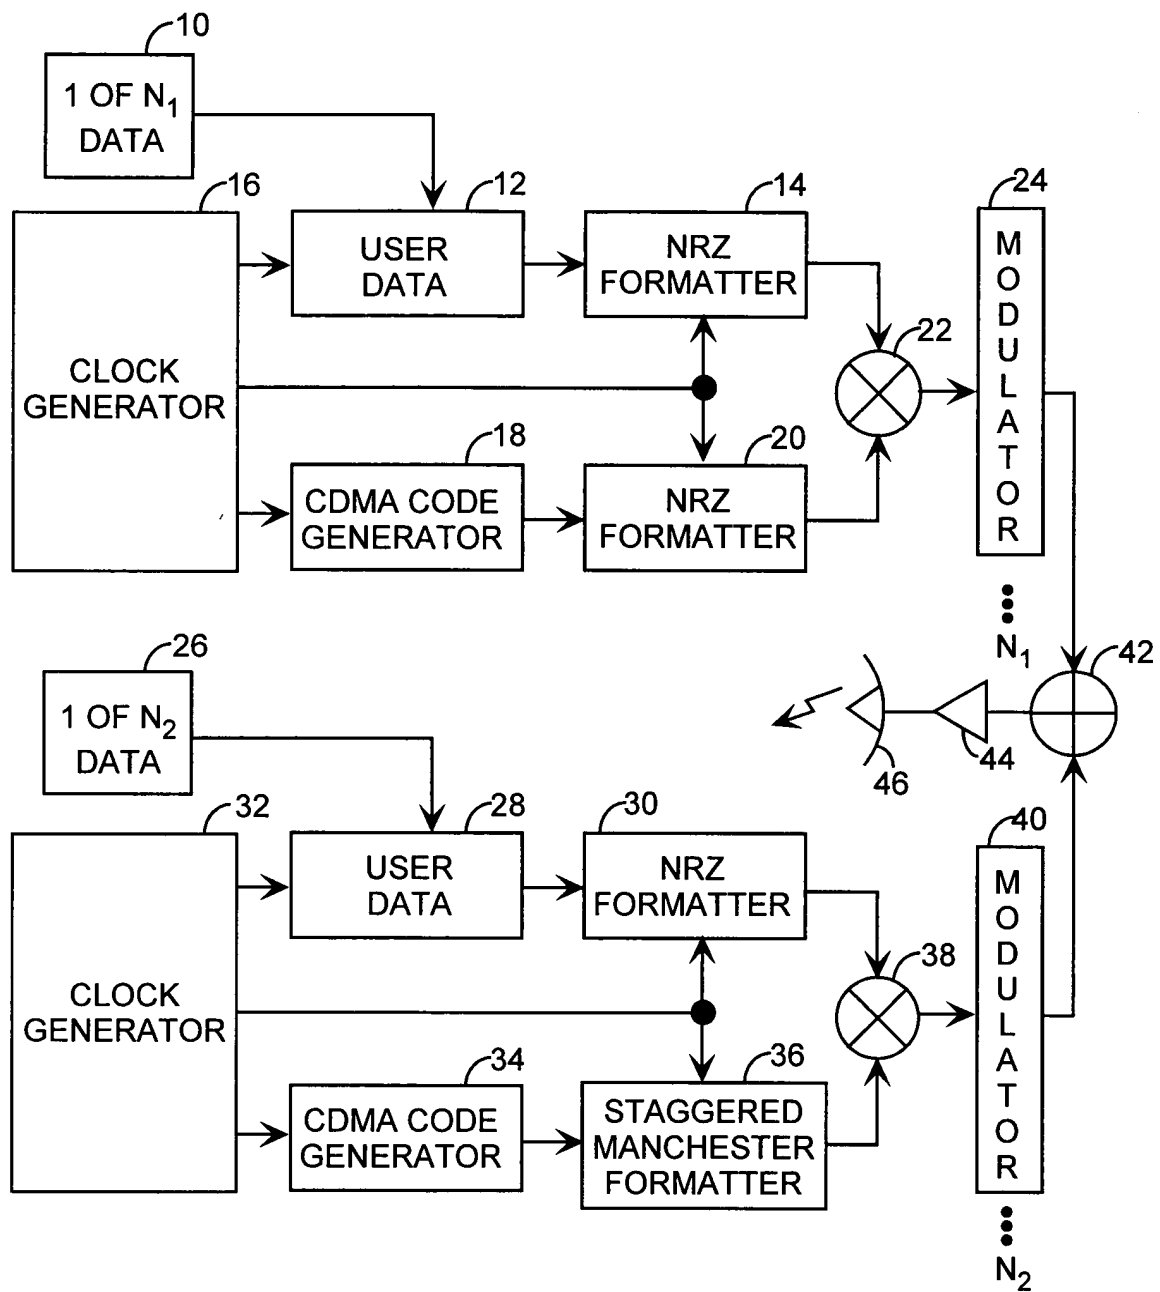 10
1 OF N1
DATA
16
12
14
24
CLOCK
GENERATOR
USER
DATA
NRZ
FORMATTER
22
MODULATOR
18
20
CDMA CODE
GENERATOR
NRZ
FORMATTER
N1
26
42
1 OF N2
DATA
44
46
32
28
30
40
CLOCK
GENERATOR
USER
DATA
NRZ
FORMATTER
38
MODULATOR
34
36
CDMA CODE
GENERATOR
STAGGERED
MANCHESTER
FORMATTER
N2